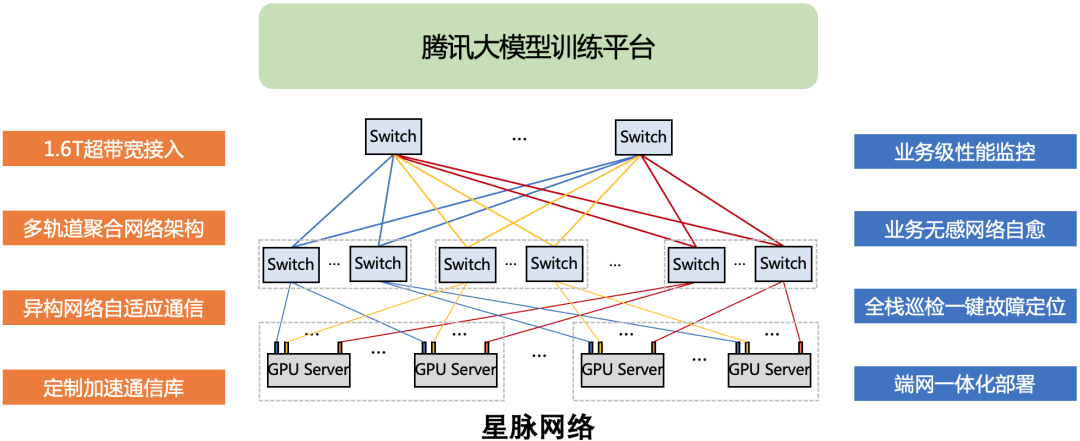 腾讯大模型训练平台
1.6T超带宽接入
多轨道聚合网络架构
异构网络自适应通信
定制加速通信库
Switch ... Switch
Switch ... Switch Switch ... Switch ... Switch ... Switch
... ... ... ...
GPU Server ... GPU Server ... GPU Server ... GPU Server
星脉网络
业务级性能监控
业务无感网络自愈
全栈巡检一键故障定位
端网一体化部署